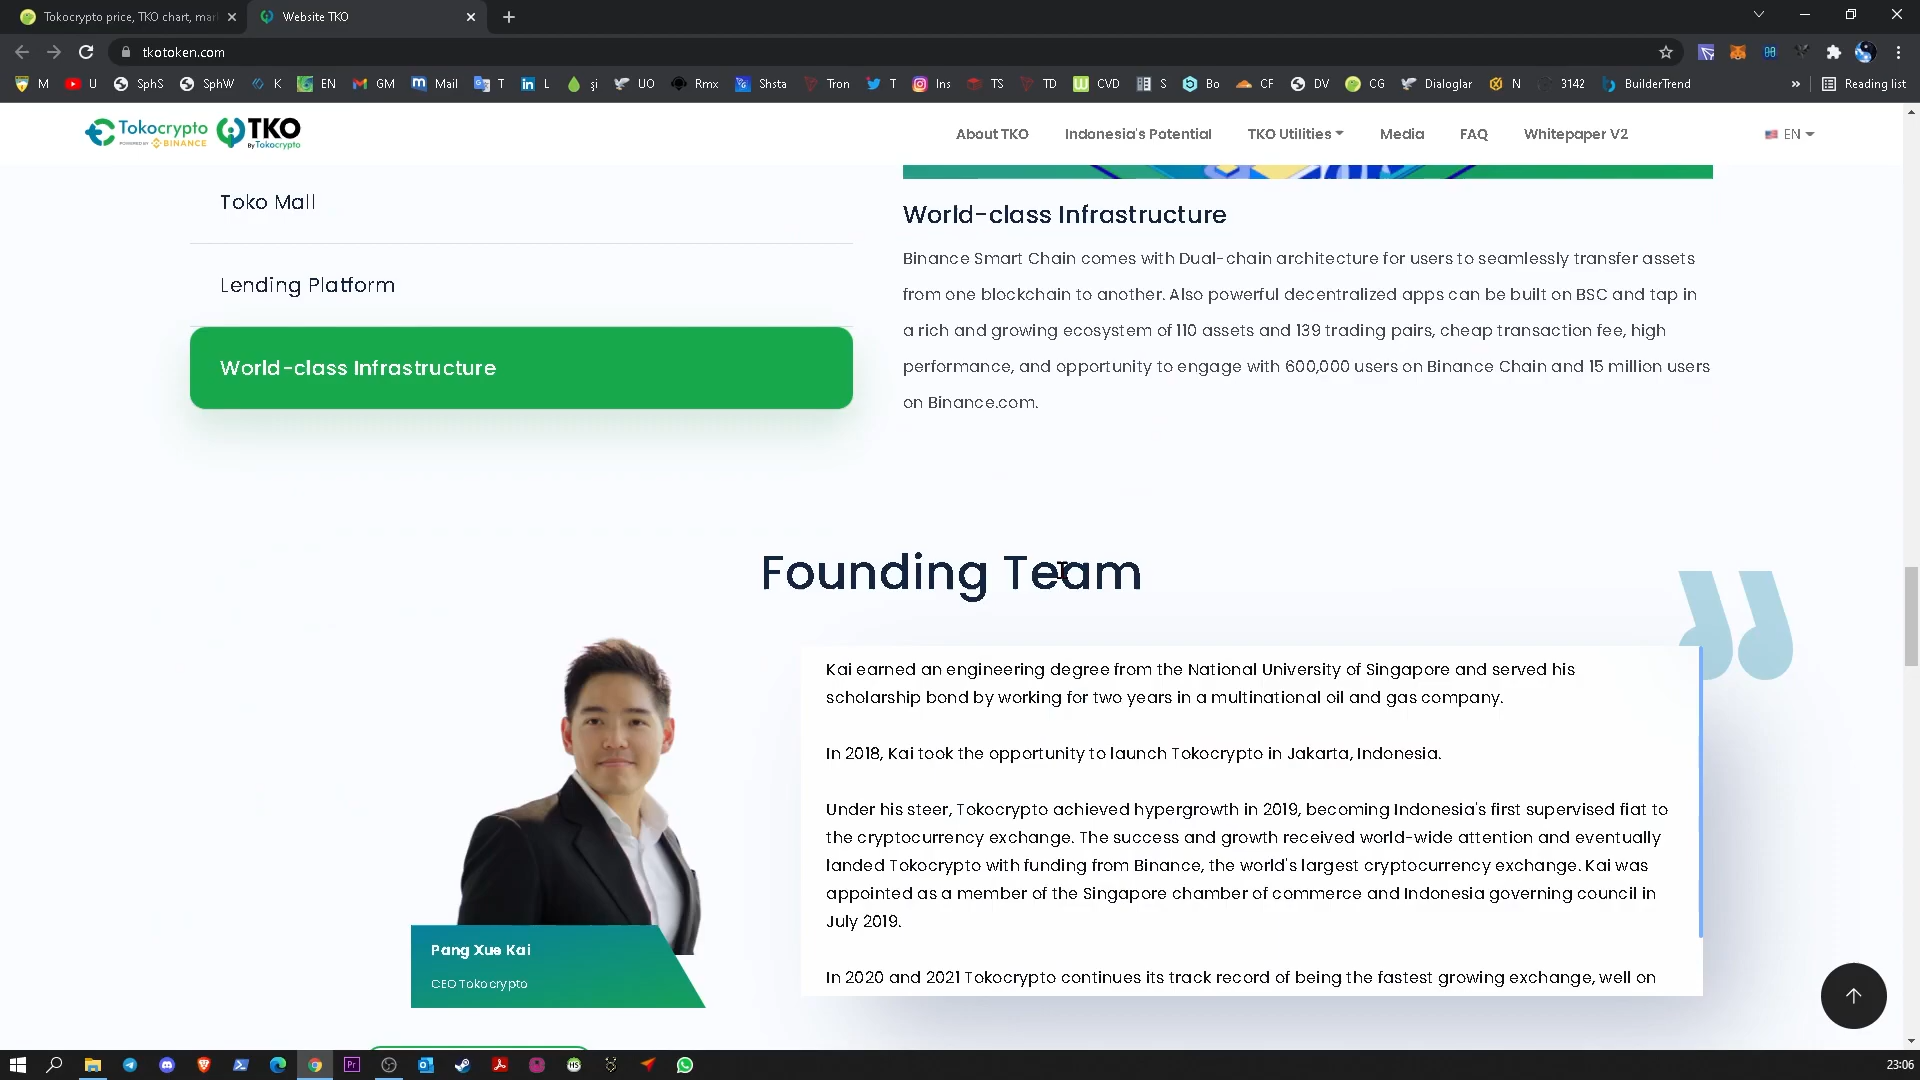 Tokocrypto price, TKO chart, mar
Website TKO
tkotoken.com
M
U
SphS
SphW
K
EN
GM
Mail
T
L
şi
UO
Rmx
Shsta
Tron
T
Ins
TS
TD
CVD
S
Bo
CF
DV
CG
Dialoglar
N
3142
BuilderTrend
»
Reading list
Tokocrypto
POWERED BY BINANCE
TKO
By Tokocrypto
About TKO
Indonesia's Potential
TKO Utilities
Media
FAQ
Whitepaper V2
EN
Toko Mall
Lending Platform
World-class Infrastructure
World-class Infrastructure
Binance Smart Chain comes with Dual-chain architecture for users to seamlessly transfer assets
from one blockchain to another. Also powerful decentralized apps can be built on BSC and tap in
a rich and growing ecosystem of 110 assets and 139 trading pairs, cheap transaction fee, high
performance, and opportunity to engage with 600,000 users on Binance Chain and 15 million users
on Binance.com.
Founding Team
Kai earned an engineering degree from the National University of Singapore and served his
scholarship bond by working for two years in a multinational oil and gas company.
In 2018, Kai took the opportunity to launch Tokocrypto in Jakarta, Indonesia.
Under his steer, Tokocrypto achieved hypergrowth in 2019, becoming Indonesia's first supervised fiat to
the cryptocurrency exchange. The success and growth received world-wide attention and eventually
landed Tokocrypto with funding from Binance, the world's largest cryptocurrency exchange. Kai was
appointed as a member of the Singapore chamber of commerce and Indonesia governing council in
July 2019.
In 2020 and 2021 Tokocrypto continues its track record of being the fastest growing exchange, well on
Pang Xue Kai
CEO Tokocrypto
23:06